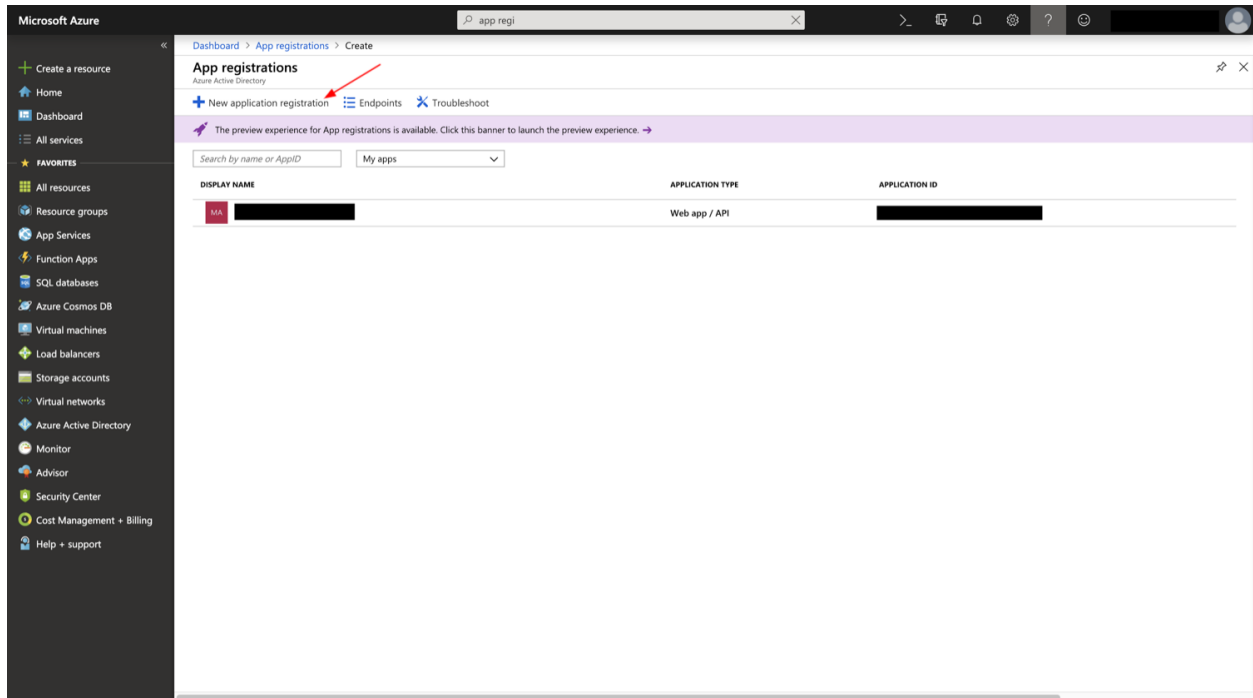 Microsoft Azure
app regi
Dashboard > App registrations > Create
App registrations
Azure Active Directory
New application registration
Endpoints
Troubleshoot
The preview experience for App registrations is available. Click this banner to launch the preview experience. →
Search by name or AppID
My apps
DISPLAY NAME
APPLICATION TYPE
APPLICATION ID
MA
Web app / API
Create a resource
Home
Dashboard
All services
FAVORITES
All resources
Resource groups
App Services
Function Apps
SQL databases
Azure Cosmos DB
Virtual machines
Load balancers
Storage accounts
Virtual networks
Azure Active Directory
Monitor
Advisor
Security Center
Cost Management + Billing
Help + support